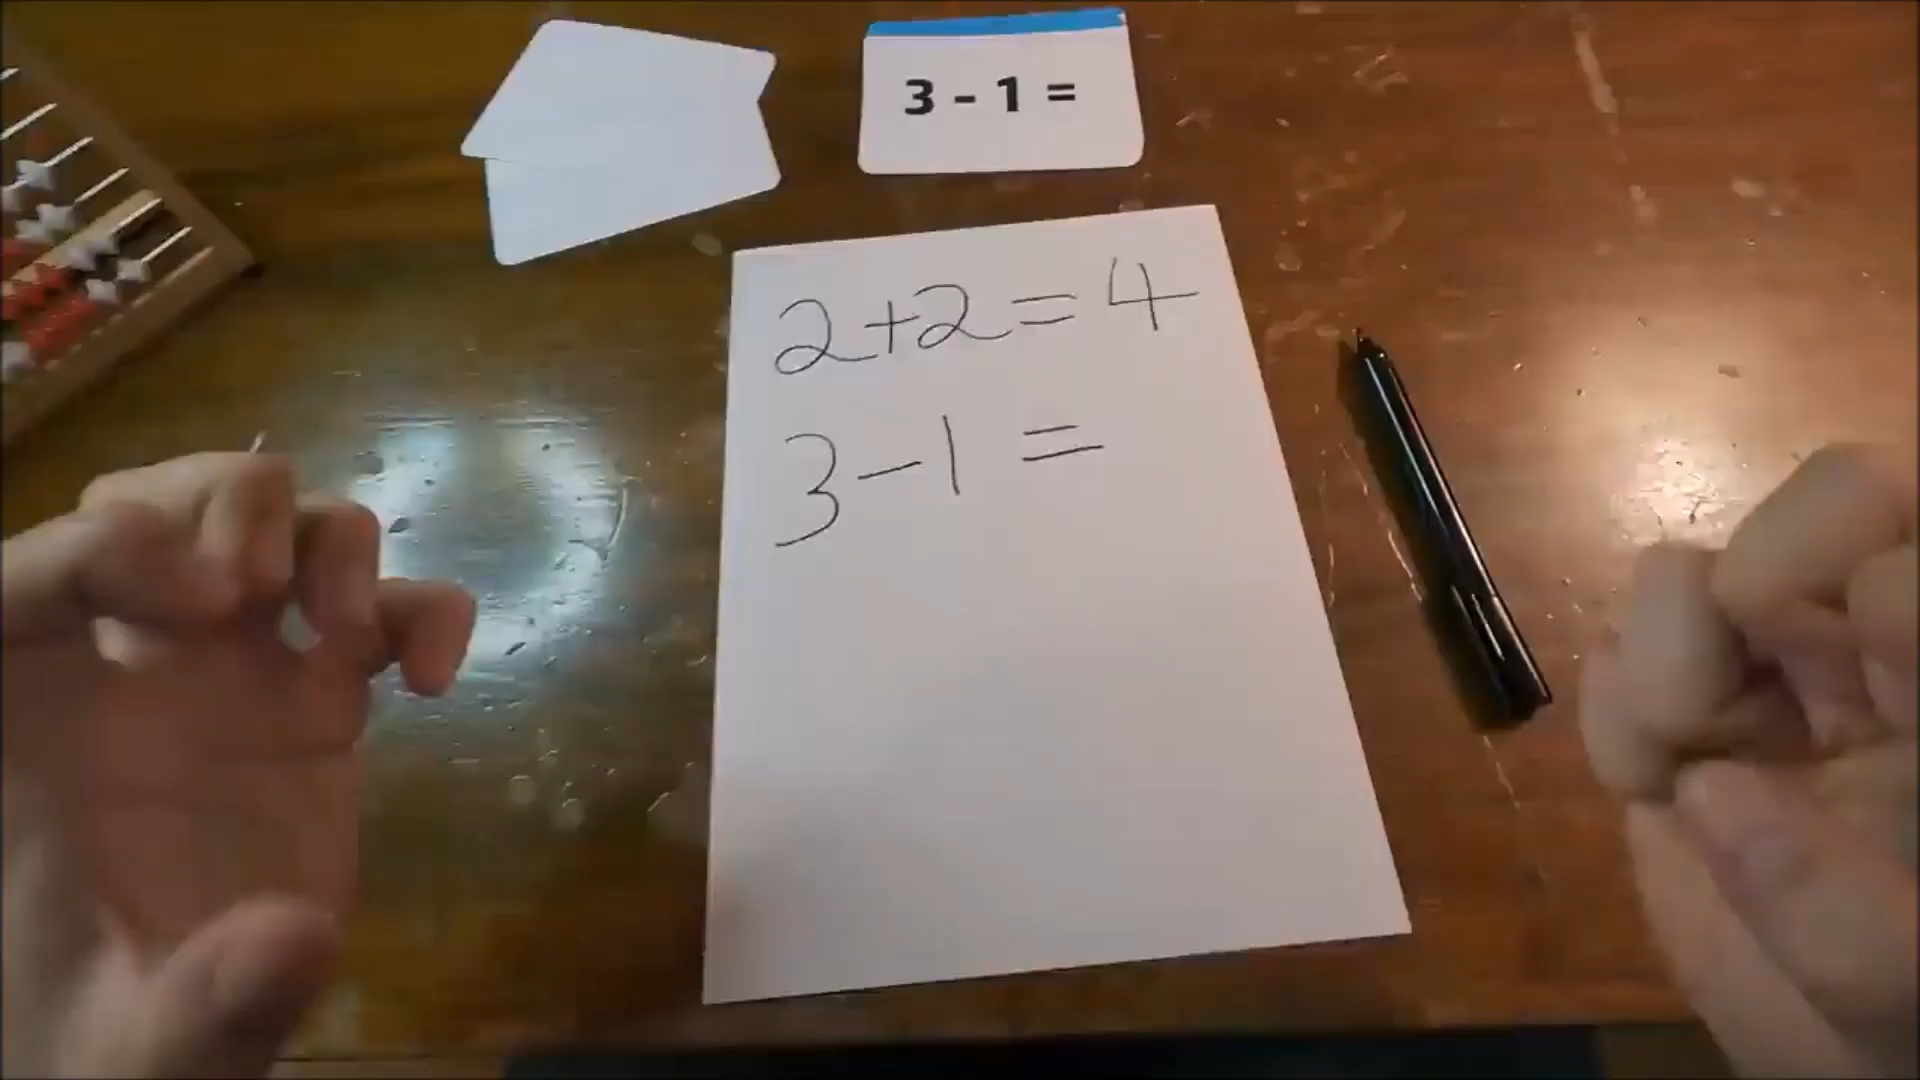 3 - 1 =
2+2=4
3-1 =